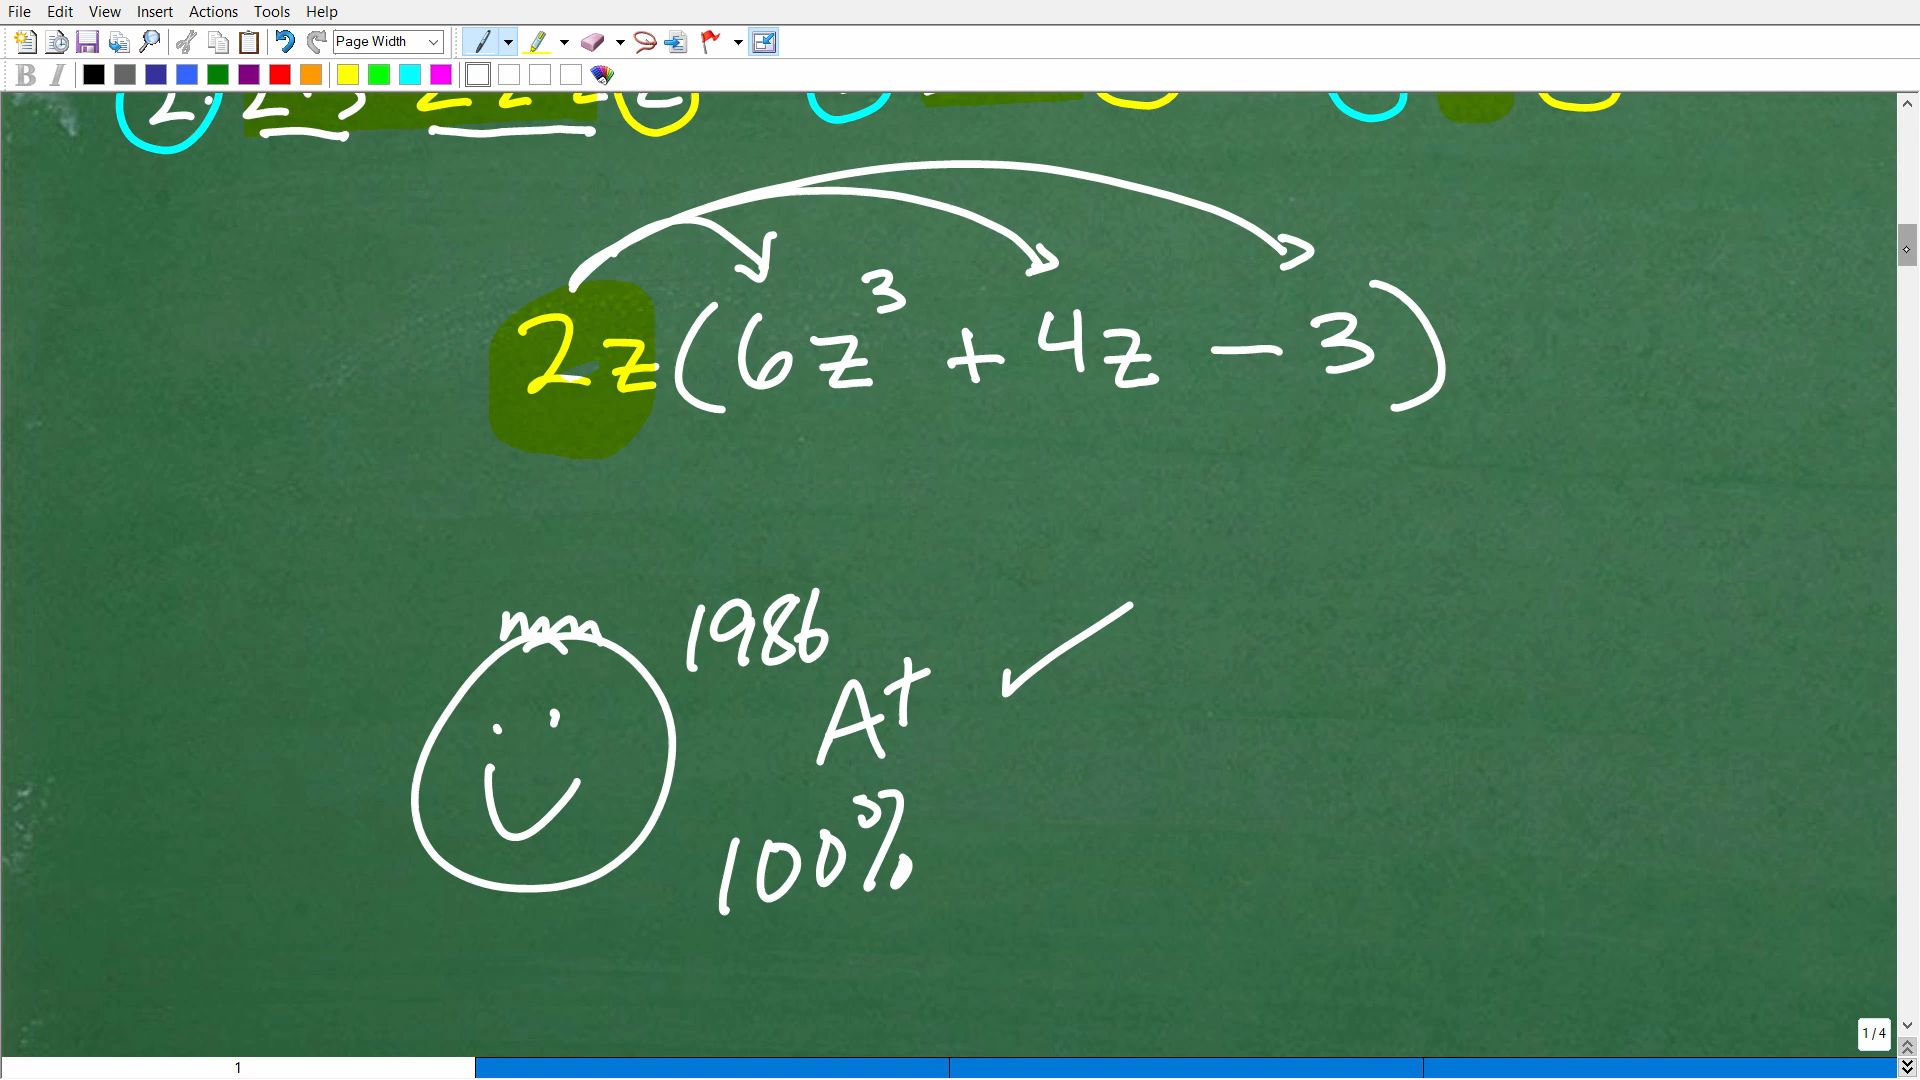 File Edit View Insert Actions Tools Help
Page Width
B I
2z(6z³ + 4z − 3)
1986
A+
100%
1 / 4
1